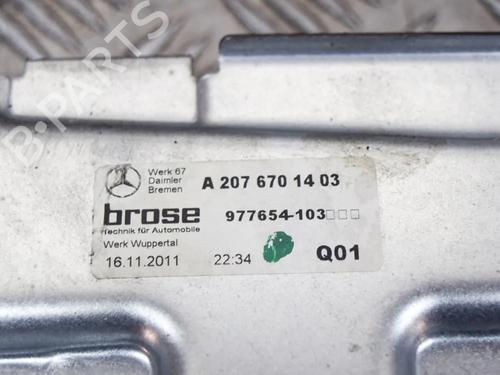 B-PARTS
Werk 67
Daimler
Bremen
A 207 670 14 03
brose
Technik für Automobile
977654-103□□□
Werk Wuppertal
16.11.2011 22:34 Q01